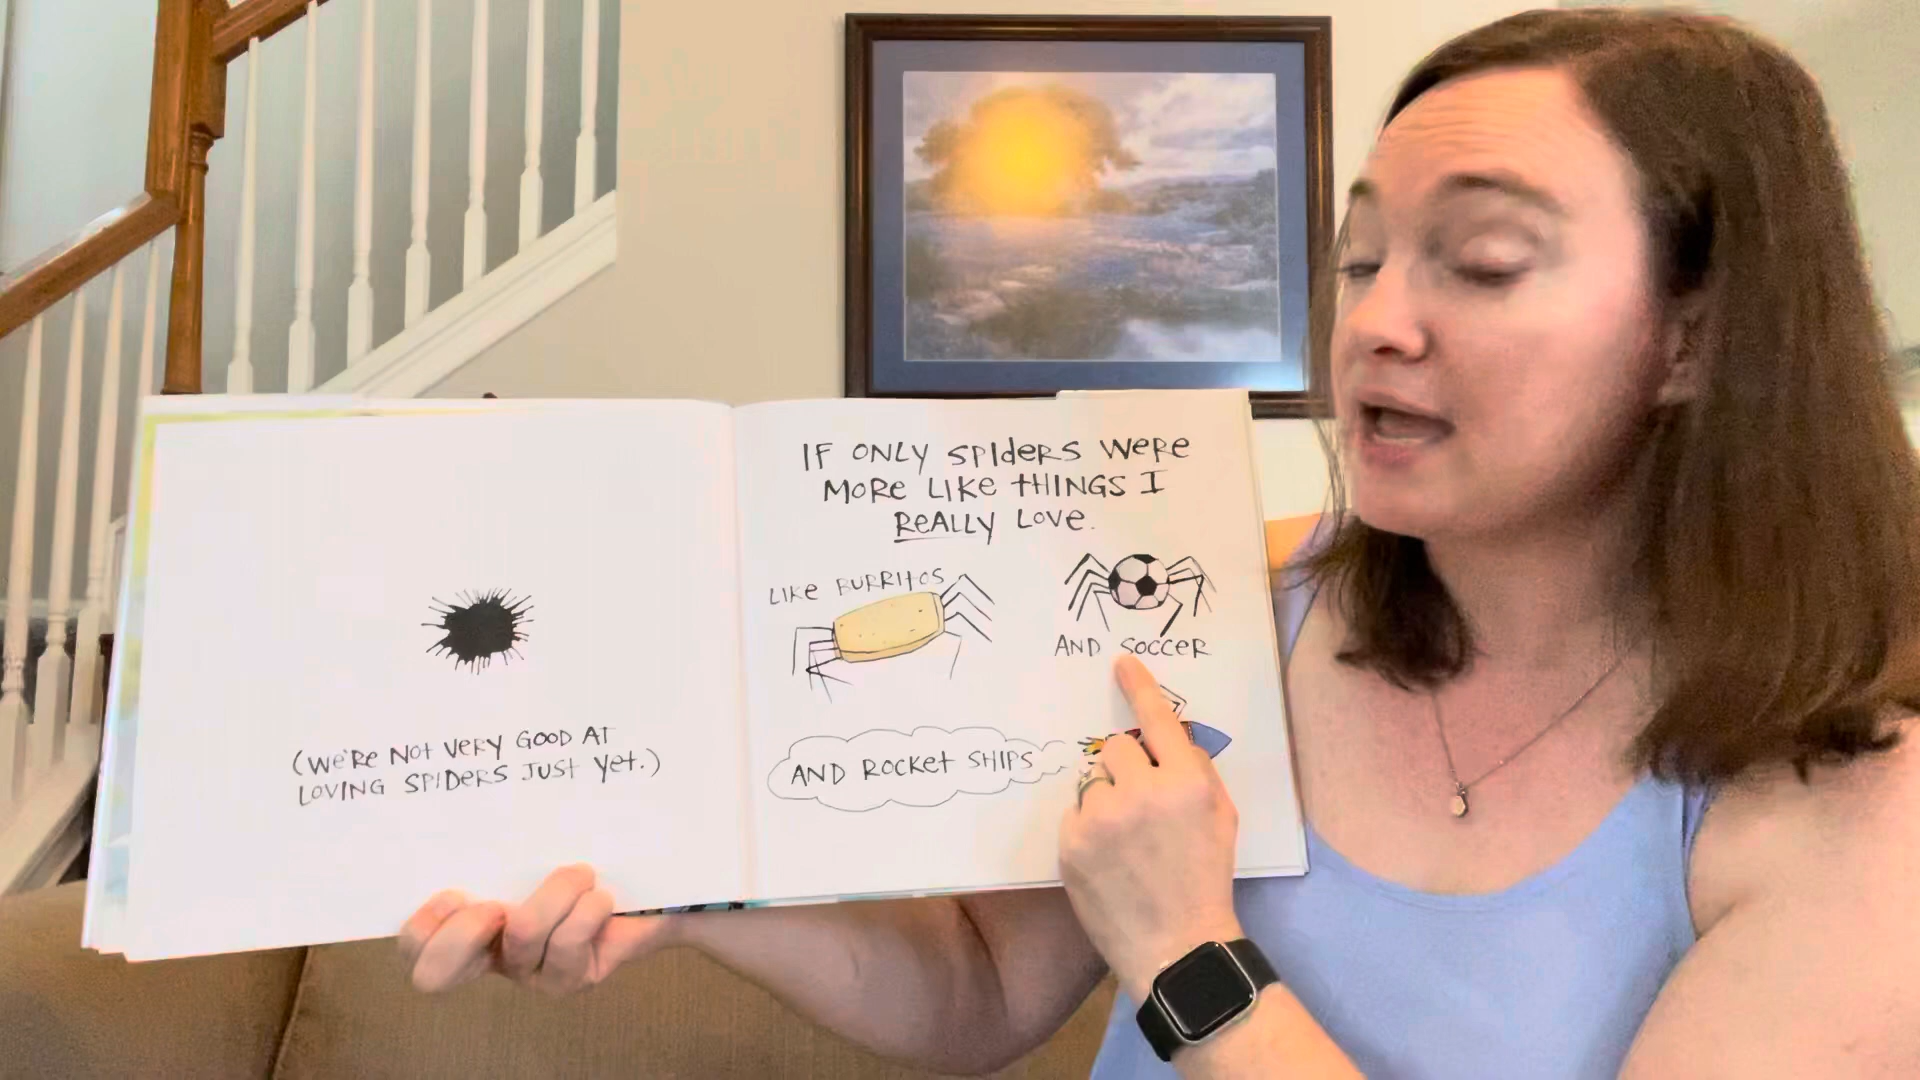 (WE'RE NOT VERY GOOD AT
LOVING SPIDERS JUST YET.)
IF ONLY SPIDERS WERE
MORE LIKE THINGS I
REALLY LOVE.
LIKE BURRITOS
AND SOCCER
AND ROCKET SHIPS